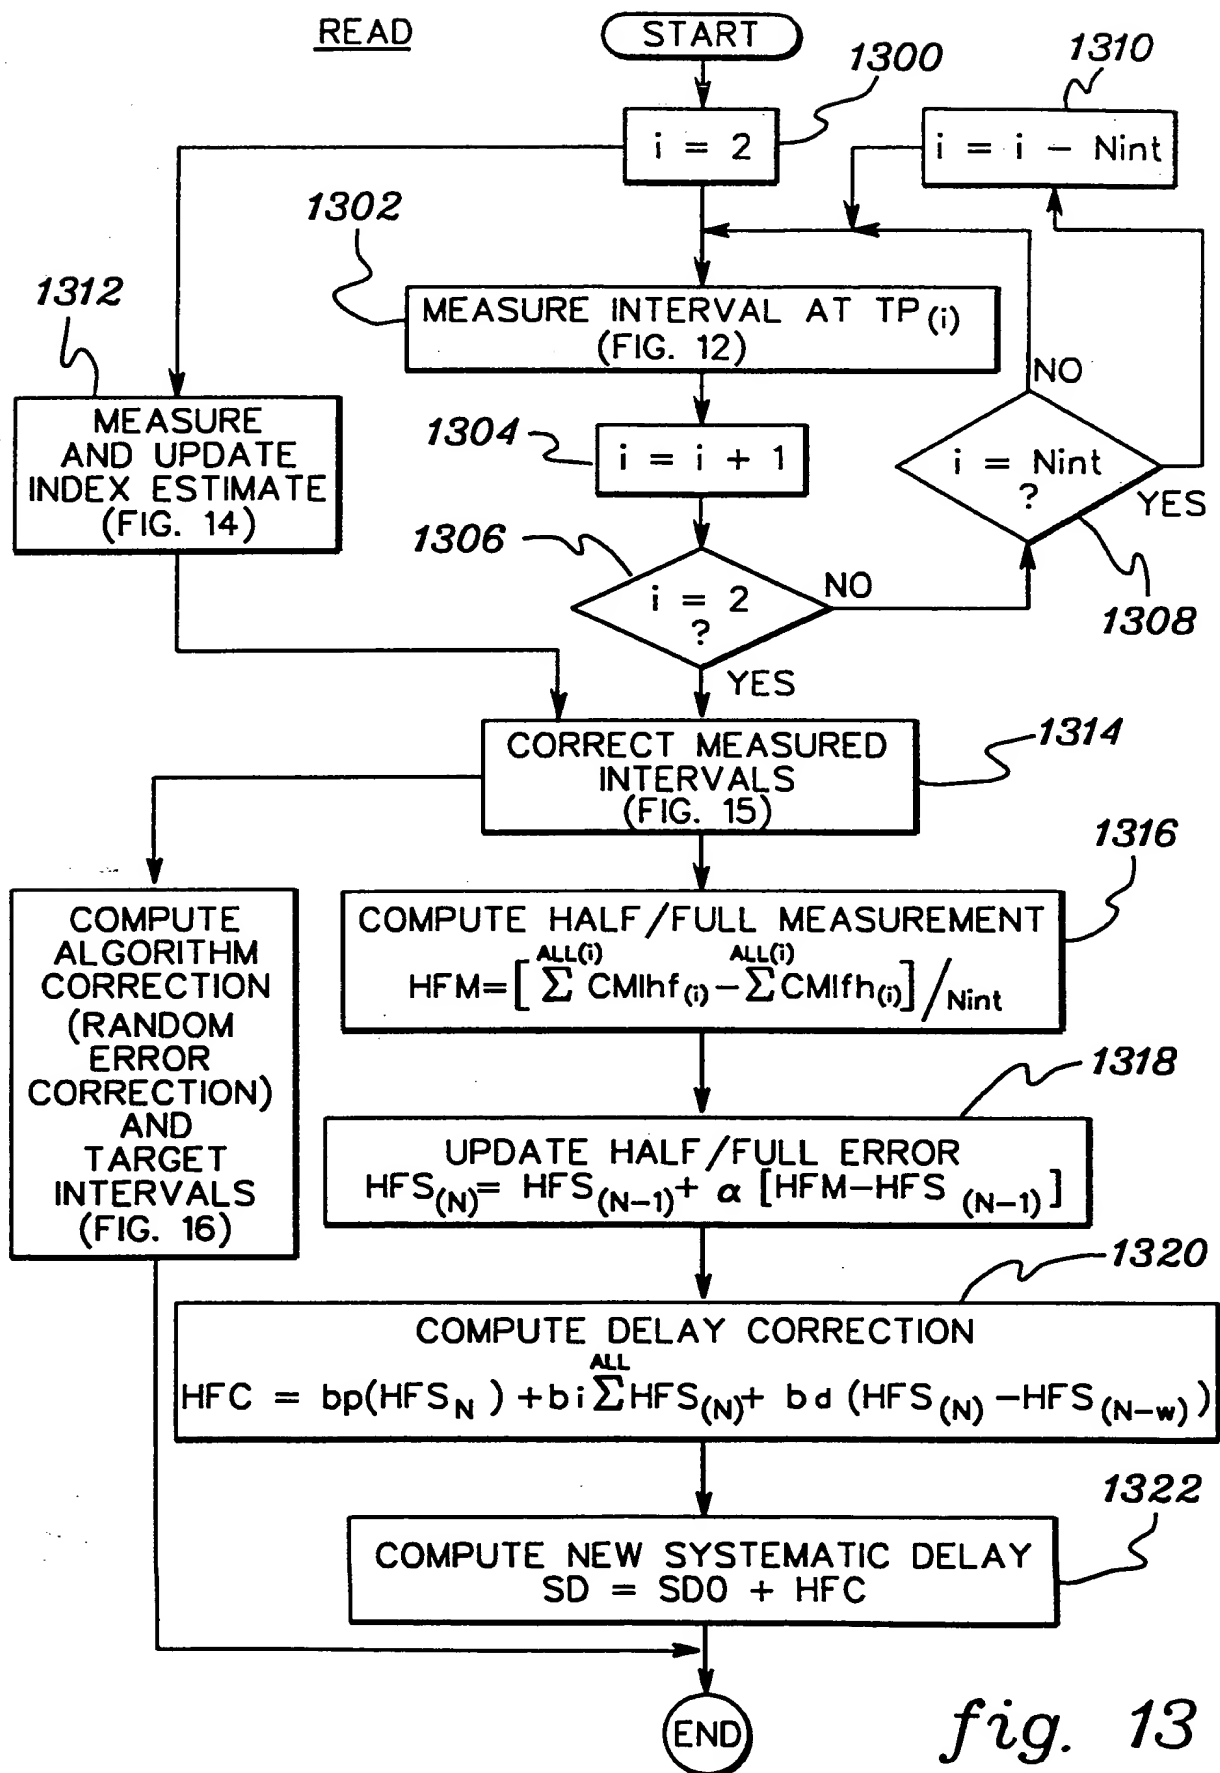 READ
START
1300
1310
i = 2
i = i - Nint
1302
1312
MEASURE INTERVAL AT TP(i)
(FIG. 12)
NO
MEASURE
AND UPDATE
INDEX ESTIMATE
(FIG. 14)
1304
i = i + 1
i = Nint
?
YES
1306
i = 2
?
NO
1308
YES
CORRECT MEASURED
INTERVALS
(FIG. 15)
1314
1316
COMPUTE
ALGORITHM
CORRECTION
(RANDOM
ERROR
CORRECTION)
AND
TARGET
INTERVALS
(FIG. 16)
COMPUTE HALF/FULL MEASUREMENT
ALL(i) ALL(i)
HFM=[ Σ CMIhf(i)- Σ CMIfh(i)]/Nint
1318
UPDATE HALF/FULL ERROR
HFS(N)= HFS(N-1)+ α [HFM-HFS (N-1)]
1320
COMPUTE DELAY CORRECTION
ALL
HFC = bp(HFSN ) +bi Σ HFS(N)+ bd (HFS(N) -HFS(N-w))
1322
COMPUTE NEW SYSTEMATIC DELAY
SD = SD0 + HFC
END
fig. 13